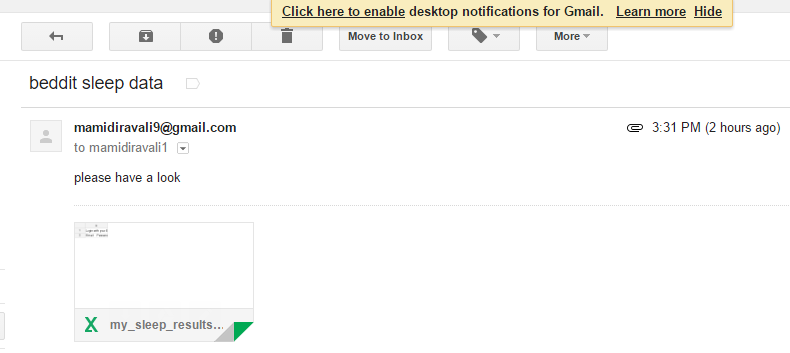 Click here to enable desktop notifications for Gmail. Learn more Hide
Move to Inbox
More
beddit sleep data
mamidiravali9@gmail.com
3:31 PM (2 hours ago)
to mamidiravali1
please have a look
my_sleep_results...